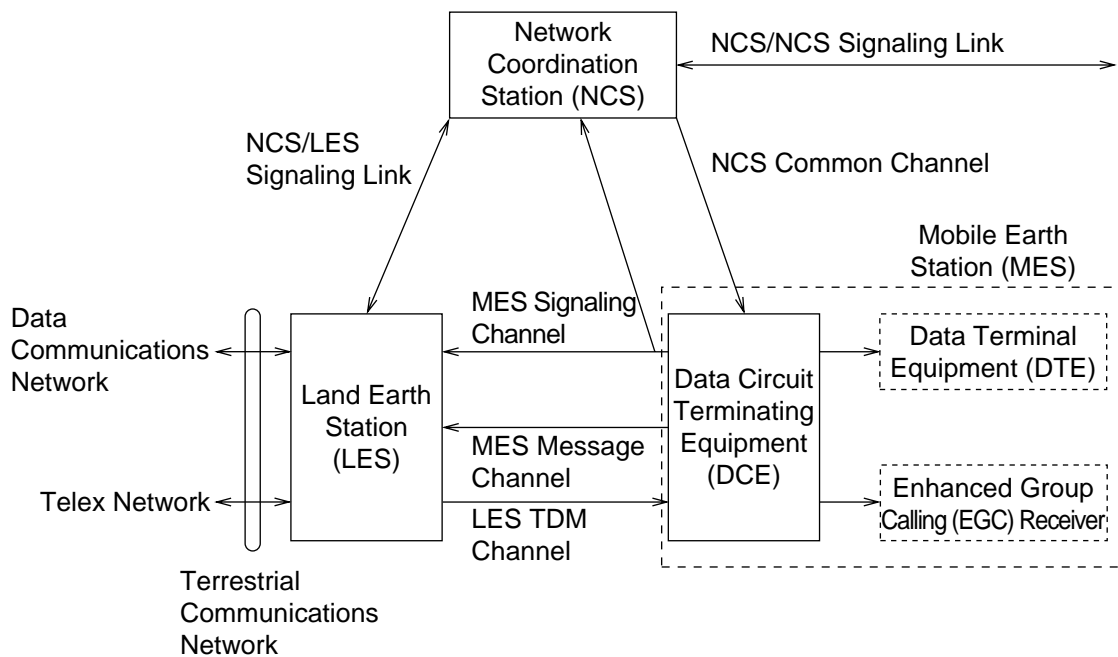 Network
Coordination
Station (NCS)
NCS/NCS Signaling Link
NCS/LES
Signaling Link
NCS Common Channel
Mobile Earth
Station (MES)
Data
Communications
Network
MES Signaling
Channel
Data Terminal
Equipment (DTE)
Land Earth
Station
(LES)
Data Circuit
Terminating
Equipment
(DCE)
MES Message
Channel
Telex Network
LES TDM
Channel
Enhanced Group
Calling (EGC) Receiver
Terrestrial
Communications
Network